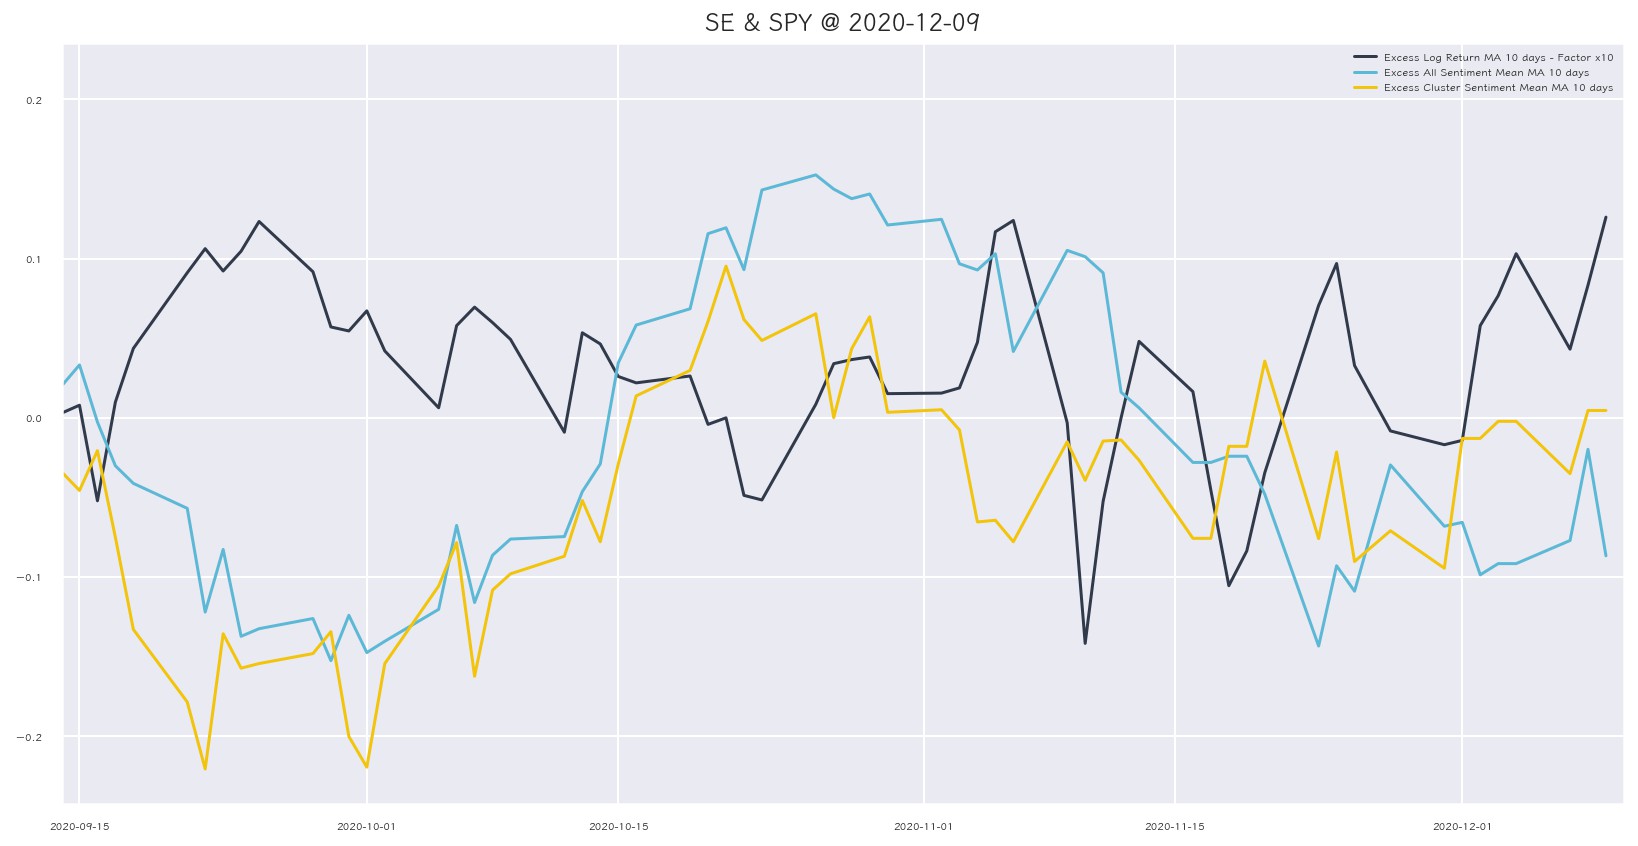 SE & SPY @ 2020-12-09
Excess Log Return MA 10 days - Factor x10
Excess All Sentiment Mean MA 10 days
Excess Cluster Sentiment Mean MA 10 days
0.2
0.1
0.0
−0.1
−0.2
2020-09-15 2020-10-01 2020-10-15 2020-11-01 2020-11-15 2020-12-01